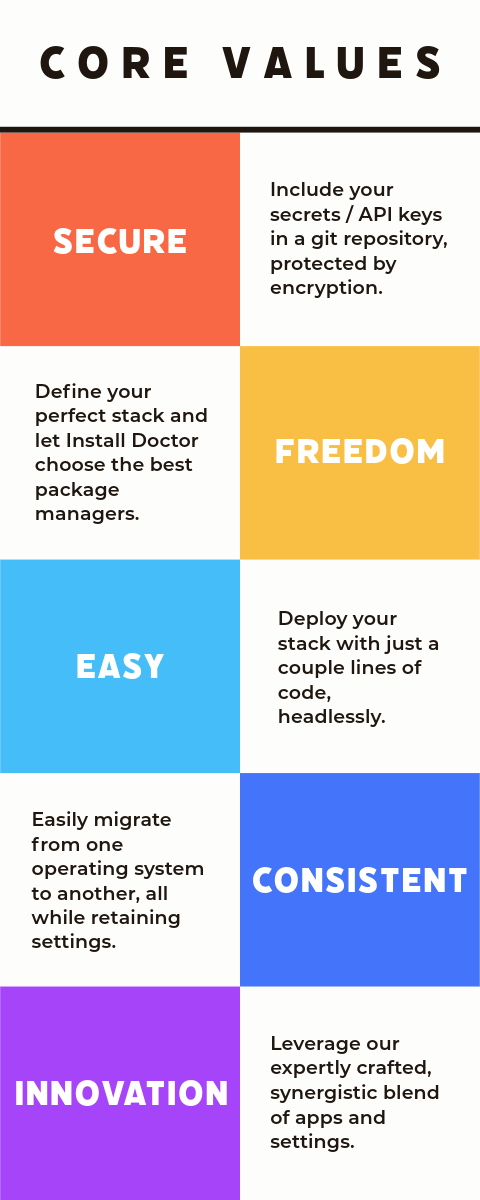 CORE VALUES
SECURE
Include your
secrets / API keys
in a git repository,
protected by
encryption.
Define your
perfect stack and
let Install Doctor
choose the best
package
managers.
FREEDOM
EASY
Deploy your
stack with just a
couple lines of
code,
headlessly.
Easily migrate
from one
operating system
to another, all
while retaining
settings.
CONSISTENT
INNOVATION
Leverage our
expertly crafted,
synergistic blend
of apps and
settings.